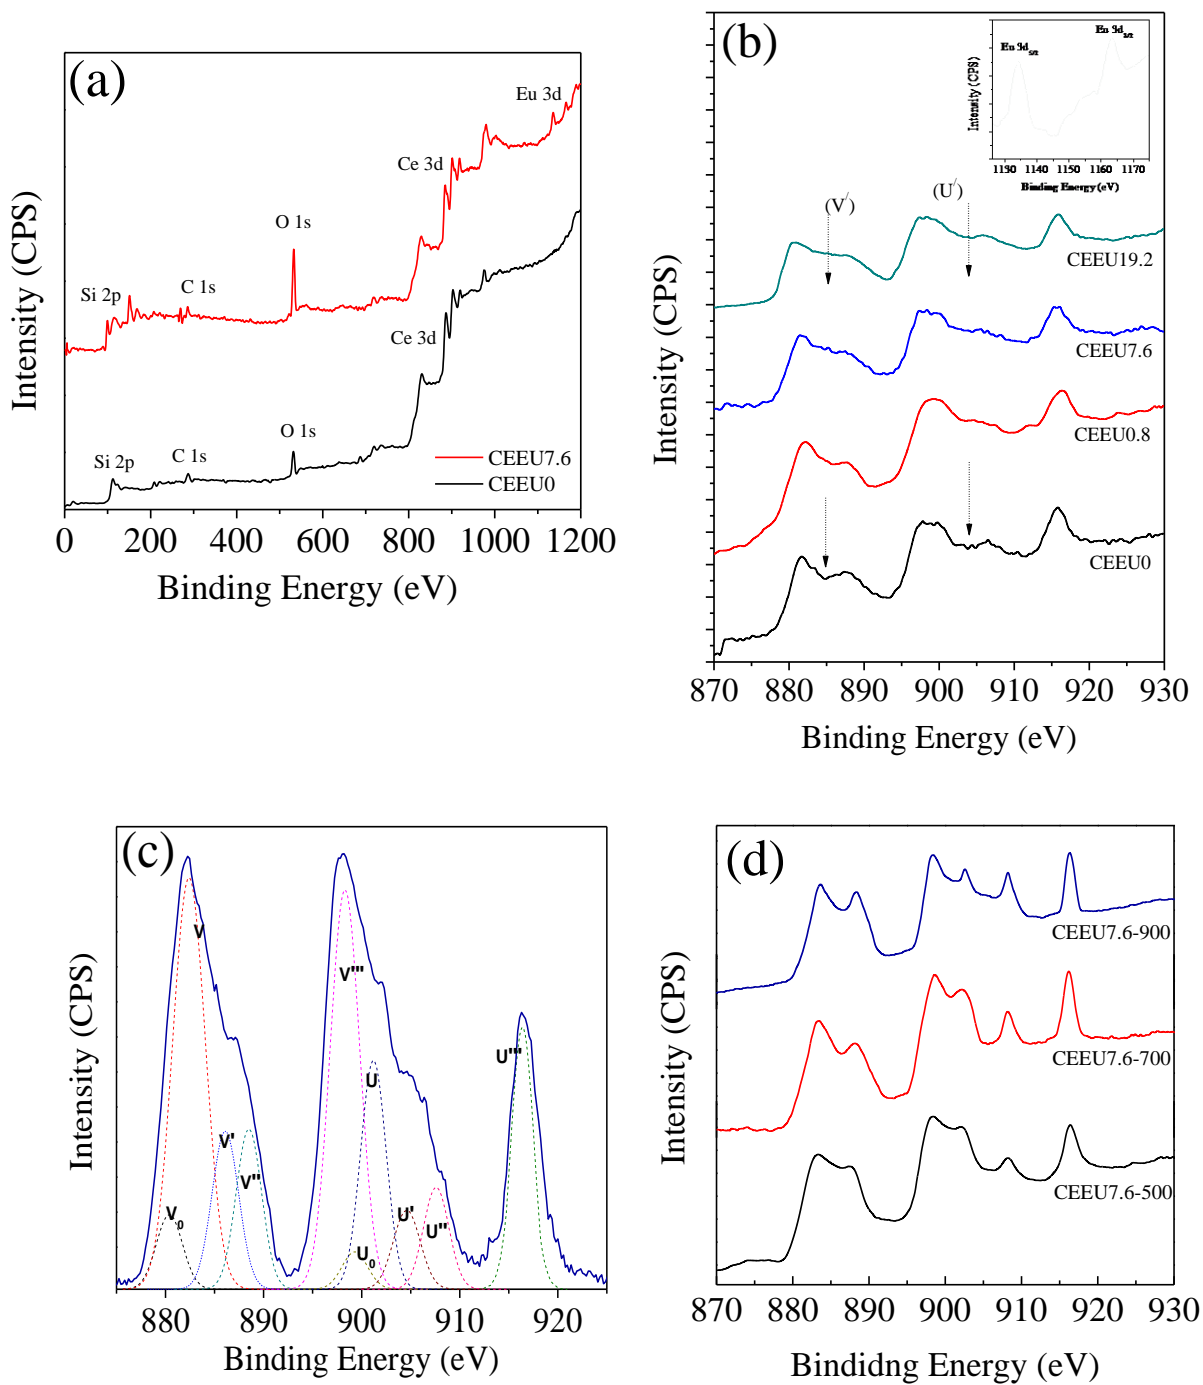 (a)
Eu 3d
Ce 3d
O 1s
C 1s
Si 2p
Ce 3d
O 1s
C 1s
Si 2p
CEEU7.6
CEEU0
Intensity (CPS)
0 200 400 600 800 1000 1200
Binding Energy (eV)
(b)
Eu 3d5/2
Eu 3d3/2
Intensity (CPS)
1130 1140 1150 1160 1170
Binding Energy (eV)
(V/)
(U/)
CEEU19.2
CEEU7.6
CEEU0.8
CEEU0
Intensity (CPS)
870 880 890 900 910 920 930
Binding Energy (eV)
(c)
V
V'''
U
U'''
V'
V''
V0
U'
U''
U0
Intensity (CPS)
880 890 900 910 920
Binding Energy (eV)
(d)
CEEU7.6-900
CEEU7.6-700
CEEU7.6-500
Intensity (CPS)
870 880 890 900 910 920 930
Bindidng Energy (eV)